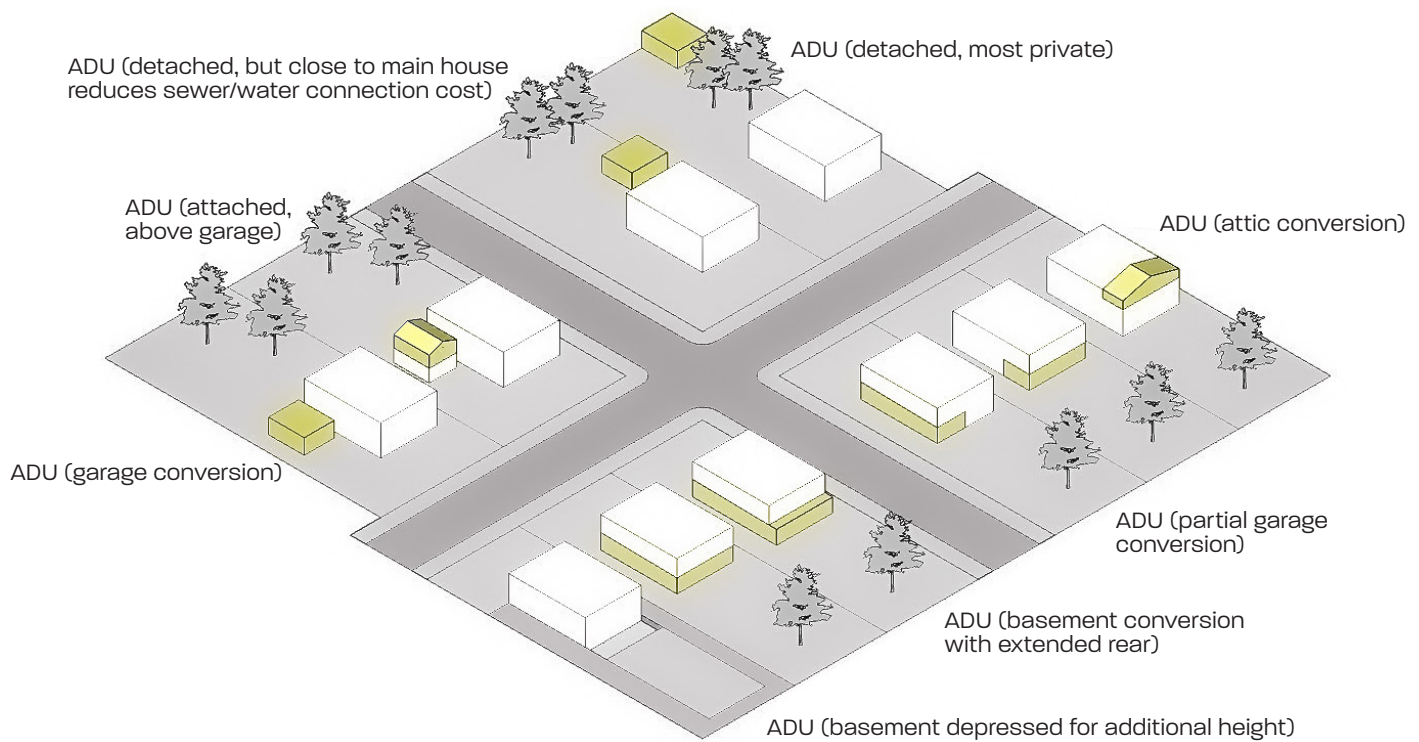 ADU (detached, most private)
ADU (detached, but close to main house
reduces sewer/water connection cost)
ADU (attached,
above garage)
ADU (attic conversion)
ADU (garage conversion)
ADU (partial garage
conversion)
ADU (basement conversion
with extended rear)
ADU (basement depressed for additional height)